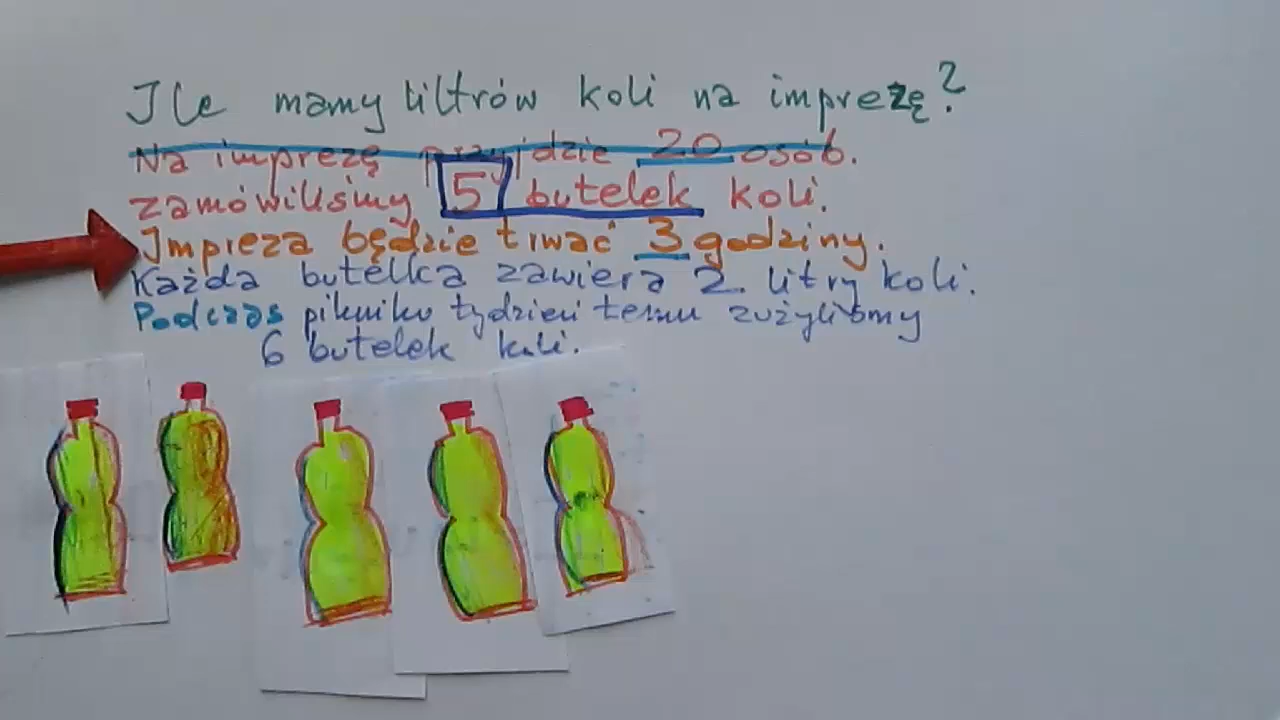 Ile mamy litrów koli na imprezę?
Na imprezę przyjdzie 20 osób.
zamówiliśmy 5 butelek koli.
Impreza będzie trwać 3 godziny.
Każda butelka zawiera 2 litry koli.
Podczas pikniku tydzień temu zużyliśmy
6 butelek koli.